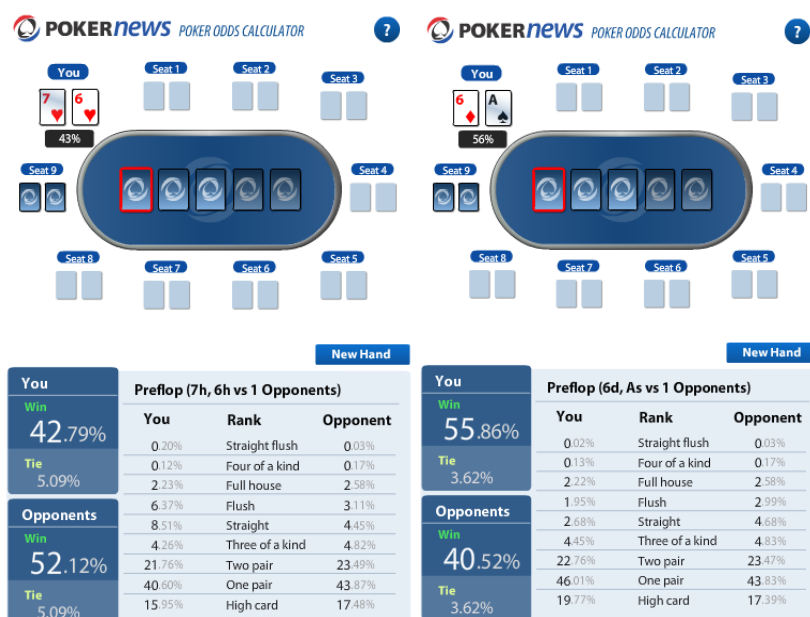 POKERNEWS POKER ODDS CALCULATOR ?
You Seat 1 Seat 2 Seat 3
7 6
43%
Seat 9 Seat 4
Seat 8 Seat 7 Seat 6 Seat 5
New Hand
You
Win
42.79%
Tie
5.09%
Opponents
Win
52.12%
Tie
5.09%
Preflop (7h, 6h vs 1 Opponents)
You Rank Opponent
0.20% Straight flush 0.03%
0.12% Four of a kind 0.17%
2.23% Full house 2.58%
6.37% Flush 3.11%
8.51% Straight 4.45%
4.26% Three of a kind 4.82%
21.76% Two pair 23.49%
40.60% One pair 43.87%
15.95% High card 17.48%
POKERNEWS POKER ODDS CALCULATOR ?
You Seat 1 Seat 2 Seat 3
6 A
56%
Seat 9 Seat 4
Seat 8 Seat 7 Seat 6 Seat 5
New Hand
You
Win
55.86%
Tie
3.62%
Opponents
Win
40.52%
Tie
3.62%
Preflop (6d, As vs 1 Opponents)
You Rank Opponent
0.02% Straight flush 0.03%
0.13% Four of a kind 0.17%
2.22% Full house 2.58%
1.95% Flush 2.99%
2.68% Straight 4.68%
4.45% Three of a kind 4.83%
22.76% Two pair 23.47%
46.01% One pair 43.83%
19.77% High card 17.39%